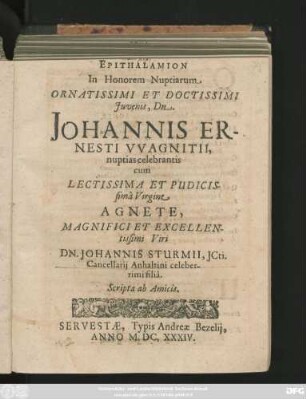 EPITHALAMION
In Honorem Nuptiarum
ORNATISSIMI ET DOCTISSIMI
Juvenis, Dn.
JOHANNIS ER-
NESTI VVAGNITII,
nuptias celebrantis
cum
LECTISSIMA ET PUDICIS-
simâ Virgine
AGNETE,
MAGNIFICI ET EXCELLEN-
tissimi Viri
DN. JOHANNIS STURMII, JCti.
Cancellarij Anhaltini celeber-
rimi filiâ.
Scripta ab Amicis.
SERVESTÆ, Typis Andreæ Bezelij,
ANNO M. DC. XXXIV.